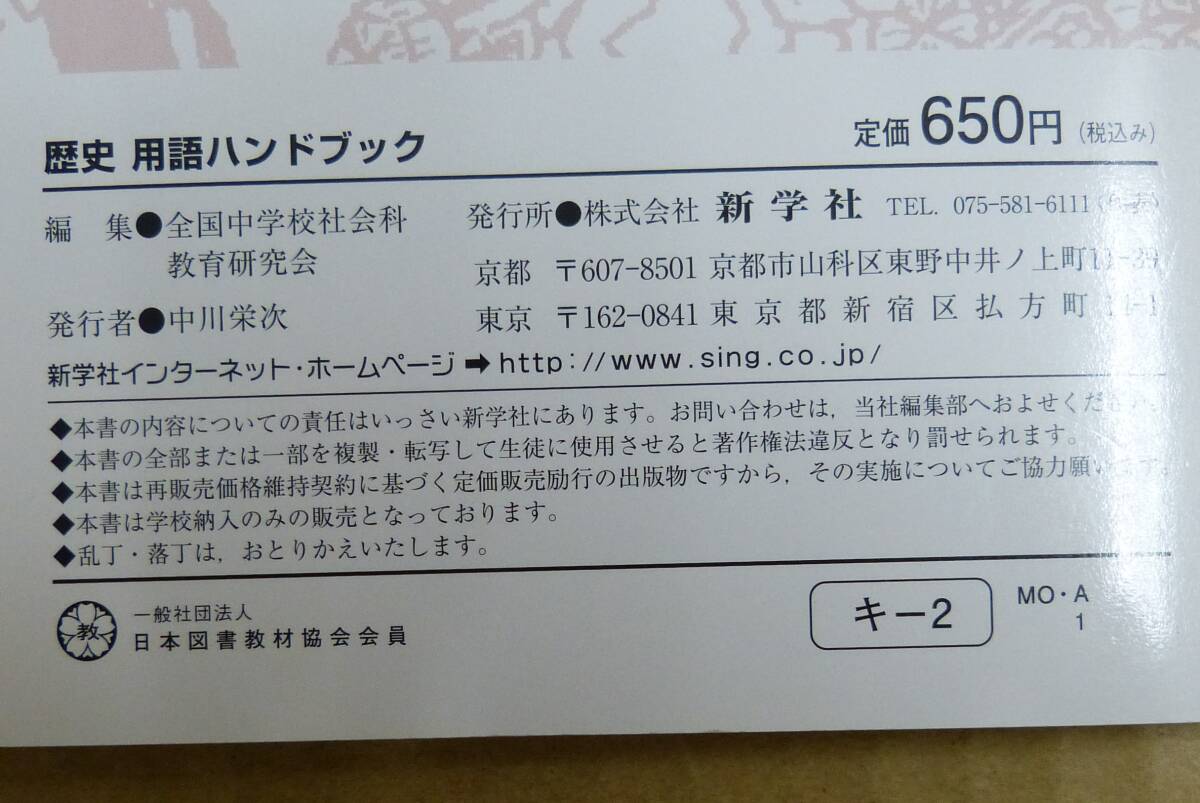 歴史 用語ハンドブック
定価 650円 (税込み)
編 集●全国中学校社会科
教育研究会
発行者●中川栄次
発行所●株式会社 新学社 TEL. 075-581-6111
京都 〒607-8501 京都市山科区東野中井ノ上町11-39
東京 〒162-0841 東京都新宿区払方町14-1
新学社インターネット・ホームページ➡http://www.sing.co.jp/
◆本書の内容についての責任はいっさい新学社にあります。お問い合わせは,当社編集部へおよせください。
◆本書の全部または一部を複製・転写して生徒に使用させると著作権法違反となり罰せられます。
◆本書は再販売価格維持契約に基づく定価販売励行の出版物ですから,その実施についてご協力願います。
◆本書は学校納入のみの販売となっております。
◆乱丁・落丁は,おとりかえいたします。
教
一般社団法人
日本図書教材協会会員
キー2
MO・A
1